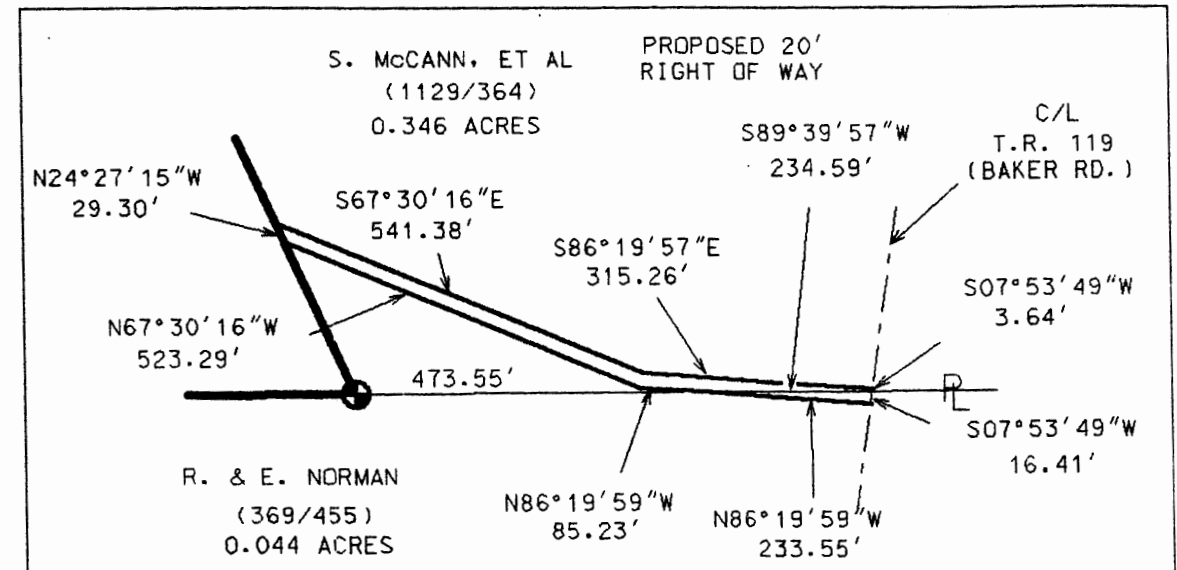 S. McCANN, ET AL
(1129/364)
0.346 ACRES
PROPOSED 20'
RIGHT OF WAY
C/L
T.R. 119
(BAKER RD.)
S89°39'57"W
234.59'
N24°27'15"W
29.30'
S67°30'16"E
541.38'
S86°19'57"E
315.26'
S07°53'49"W
3.64'
N67°30'16"W
523.29'
473.55'
PL
S07°53'49"W
16.41'
R. & E. NORMAN
(369/455)
0.044 ACRES
N86°19'59"W
85.23'
N86°19'59"W
233.55'